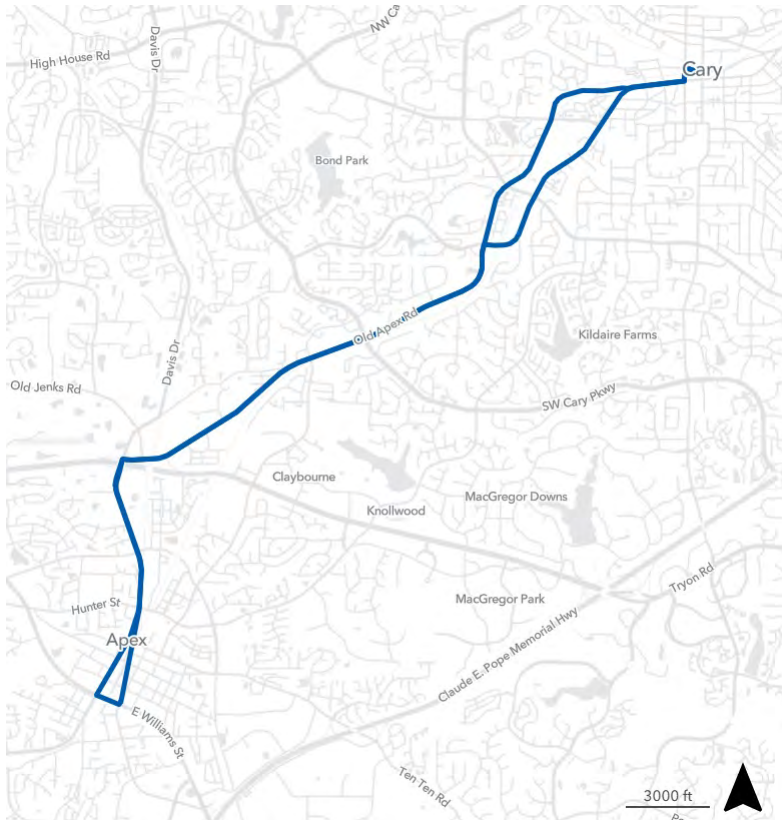 NW Ca
Davis Dr
High House Rd
Cary
Bond Park
Old Apex Rd
Kildaire Farms
Davis Dr
Old Jenks Rd
SW Cary Pkwy
Claybourne
MacGregor Downs
Knollwood
Tryon Rd
MacGregor Park
Hunter St
Apex
Claude E. Pope Memorial Hwy
E Williams St
Ten Ten Rd
3000 ft